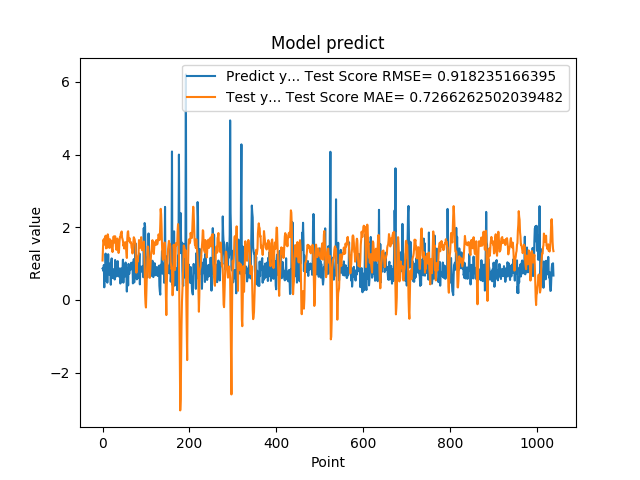 Model predict
Predict y... Test Score RMSE= 0.918235166395
Test y... Test Score MAE= 0.7266262502039482
Real value
6
4
2
0
−2
0 200 400 600 800 1000
Point